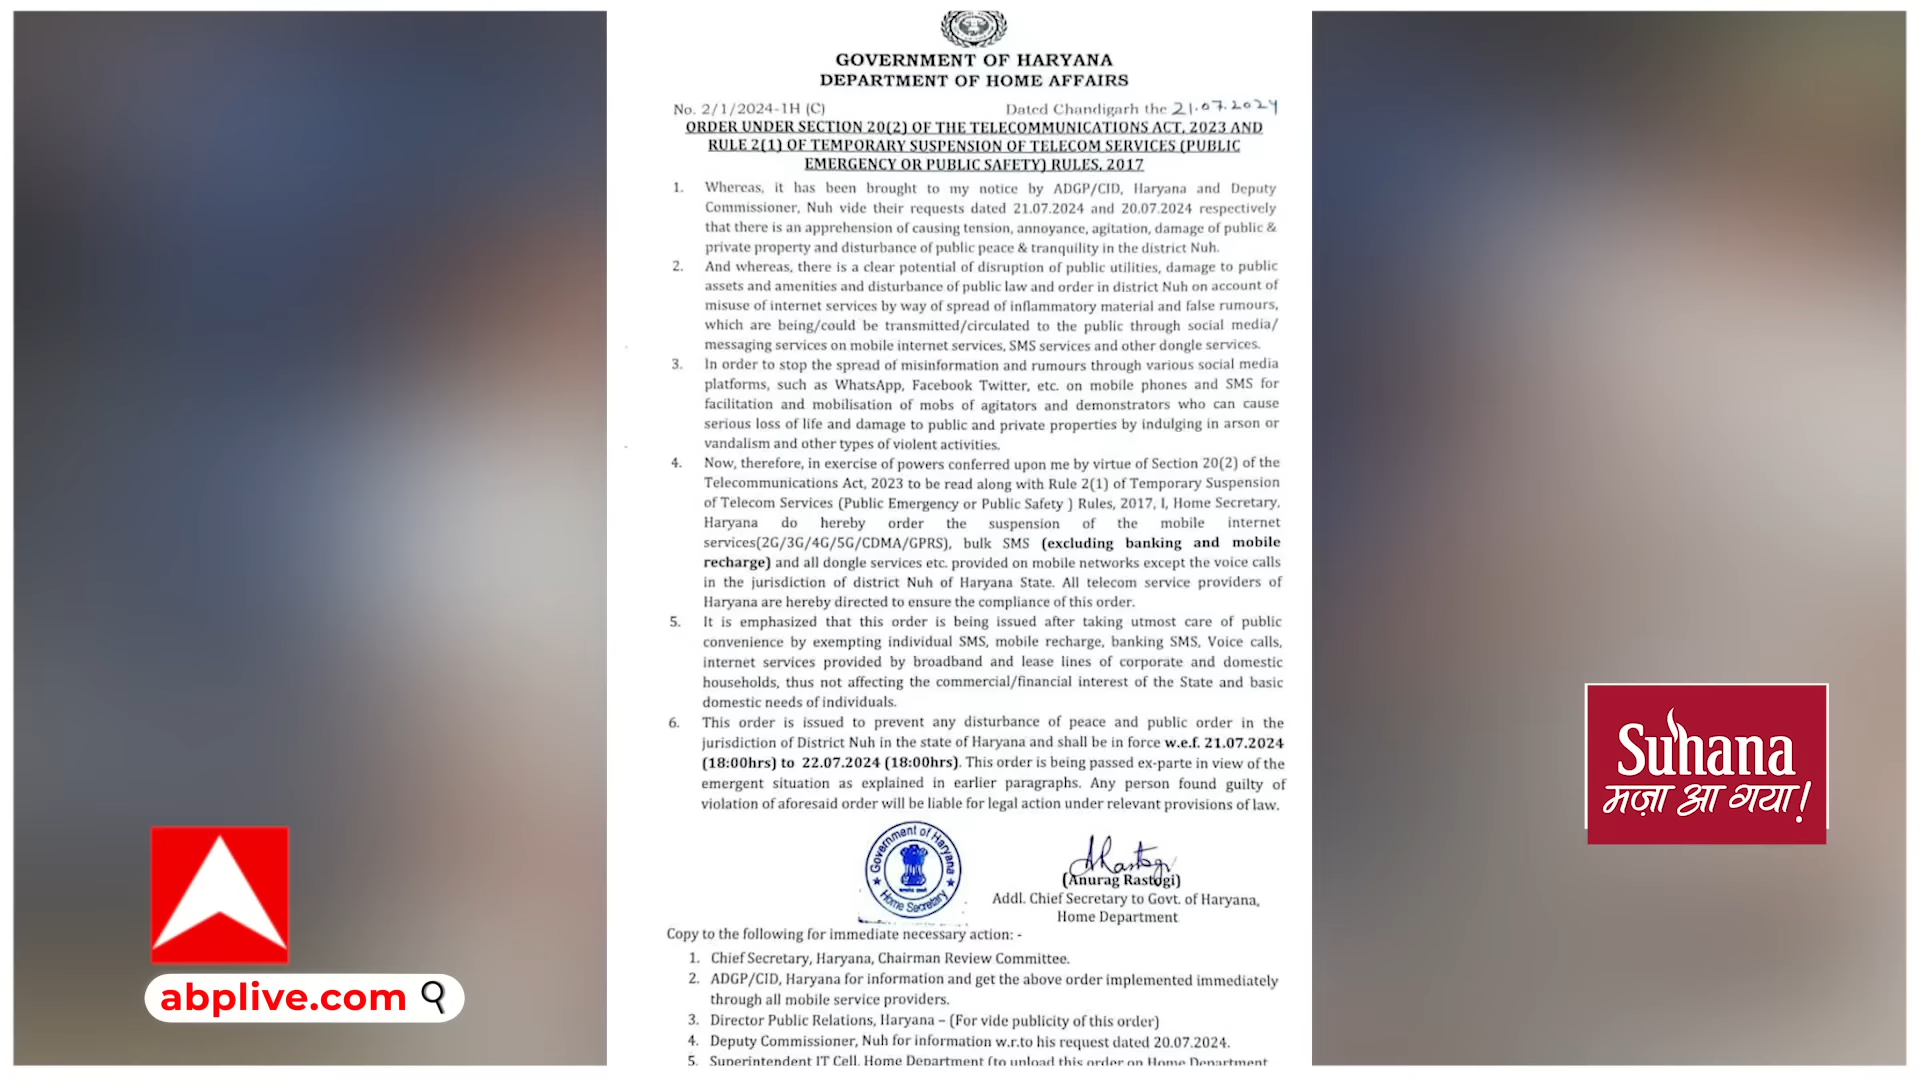 GOVERNMENT OF HARYANA
DEPARTMENT OF HOME AFFAIRS
No. 2/1/2024-1H (C) Dated Chandigarh the 21.07.2024
ORDER UNDER SECTION 20(2) OF THE TELECOMMUNICATIONS ACT, 2023 AND
RULE 2(1) OF TEMPORARY SUSPENSION OF TELECOM SERVICES (PUBLIC
EMERGENCY OR PUBLIC SAFETY) RULES, 2017
1. Whereas, it has been brought to my notice by ADGP/CID, Haryana and Deputy
Commissioner, Nuh vide their requests dated 21.07.2024 and 20.07.2024 respectively
that there is an apprehension of causing tension, annoyance, agitation, damage of public &
private property and disturbance of public peace & tranquility in the district Nuh.
2. And whereas, there is a clear potential of disruption of public utilities, damage to public
assets and amenities and disturbance of public law and order in district Nuh on account of
misuse of internet services by way of spread of inflammatory material and false rumours,
which are being/could be transmitted/circulated to the public through social media/
messaging services on mobile internet services, SMS services and other dongle services.
3. In order to stop the spread of misinformation and rumours through various social media
platforms, such as WhatsApp, Facebook Twitter, etc. on mobile phones and SMS for
facilitation and mobilisation of mobs of agitators and demonstrators who can cause
serious loss of life and damage to public and private properties by indulging in arson or
vandalism and other types of violent activities.
4. Now, therefore, in exercise of powers conferred upon me by virtue of Section 20(2) of the
Telecommunications Act, 2023 to be read along with Rule 2(1) of Temporary Suspension
of Telecom Services (Public Emergency or Public Safety ) Rules, 2017, I, Home Secretary,
Haryana do hereby order the suspension of the mobile internet
services(2G/3G/4G/5G/CDMA/GPRS), bulk SMS (excluding banking and mobile
recharge) and all dongle services etc. provided on mobile networks except the voice calls
in the jurisdiction of district Nuh of Haryana State. All telecom service providers of
Haryana are hereby directed to ensure the compliance of this order.
5. It is emphasized that this order is being issued after taking utmost care of public
convenience by exempting individual SMS, mobile recharge, banking SMS, Voice calls,
internet services provided by broadband and lease lines of corporate and domestic
households, thus not affecting the commercial/financial interest of the State and basic
domestic needs of individuals.
6. This order is issued to prevent any disturbance of peace and public order in the
jurisdiction of District Nuh in the state of Haryana and shall be in force w.e.f. 21.07.2024
(18:00hrs) to 22.07.2024 (18:00hrs). This order is being passed ex-parte in view of the
emergent situation as explained in earlier paragraphs. Any person found guilty of
violation of aforesaid order will be liable for legal action under relevant provisions of law.
Government of Haryana
Home Secretary
(Anurag Rastogi)
Addl. Chief Secretary to Govt. of Haryana,
Home Department
Copy to the following for immediate necessary action: -
1. Chief Secretary, Haryana, Chairman Review Committee.
2. ADGP/CID, Haryana for information and get the above order implemented immediately
through all mobile service providers.
3. Director Public Relations, Haryana – (For vide publicity of this order)
4. Deputy Commissioner, Nuh for information w.r.to his request dated 20.07.2024.
5. Superintendent IT Cell, Home Department (to upload this order on Home Department
abplive.com
Suhana
मज़ा आ गया!